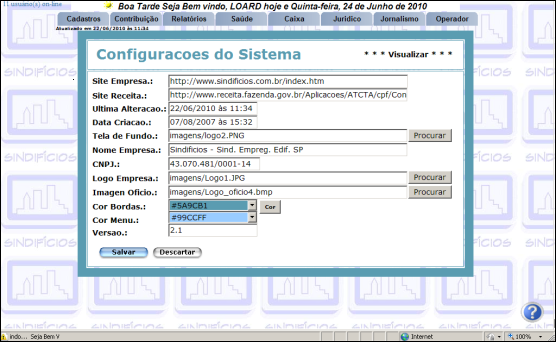 11 usuário(s) on-line
Boa Tarde Seja Bem vindo, LOARD hoje e Quinta-feira, 24 de Junho de 2010
Cadastros Contribuição Relatórios Saúde Caixa Jurídico Jornalismo Operador
Atualizado em 22/06/2010 às 11:34
Configuracoes do Sistema * * * Visualizar * * *
Site Empresa.: http://www.sindificios.com.br/index.htm
Site Receita.: http://www.receita.fazenda.gov.br/Aplicacoes/ATCTA/cpf/Con
Ultima Alteracao.: 22/06/2010 às 11:34
Data Criacao.: 07/08/2007 às 15:32
Tela de Fundo.: imagens/logo2.PNG Procurar
Nome Empresa.: Sindificios - Sind. Empreg. Edif. SP
CNPJ.: 43.070.481/0001-14
Logo Empresa.: imagens/Logo1.JPG Procurar
Imagen Oficio.: imagens/Logo_oficio4.bmp Procurar
Cor Bordas.: #5A9CB1 Cor
Cor Menu.: #99CCFF
Versao.: 2.1
Salvar Descartar
SINDIFÍCIOS
?
indo... Seja Bem V Internet 100%